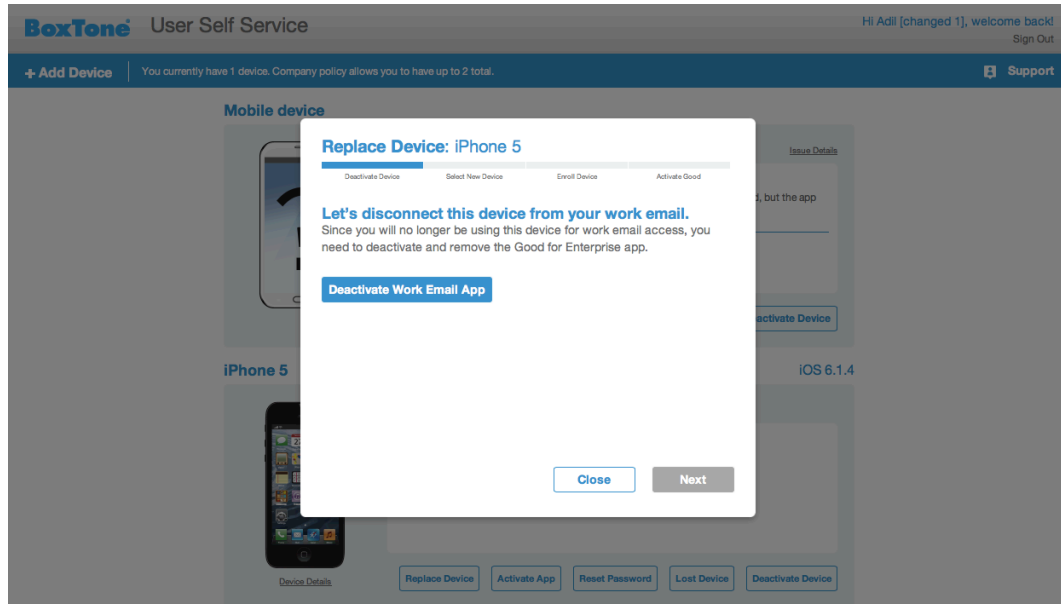 BoxTone User Self Service
Hi Adil [changed 1], welcome back!
Sign Out
+ Add Device
You currently have 1 device. Company policy allows you to have up to 2 total.
Support
Mobile device
Issue Details
d, but the app
activate Device
Replace Device: iPhone 5
Deactivate Device
Select New Device
Enroll Device
Activate Good
Let's disconnect this device from your work email.
Since you will no longer be using this device for work email access, you
need to deactivate and remove the Good for Enterprise app.
Deactivate Work Email App
Close
Next
iPhone 5
iOS 6.1.4
Device Details
Replace Device
Activate App
Reset Password
Lost Device
Deactivate Device